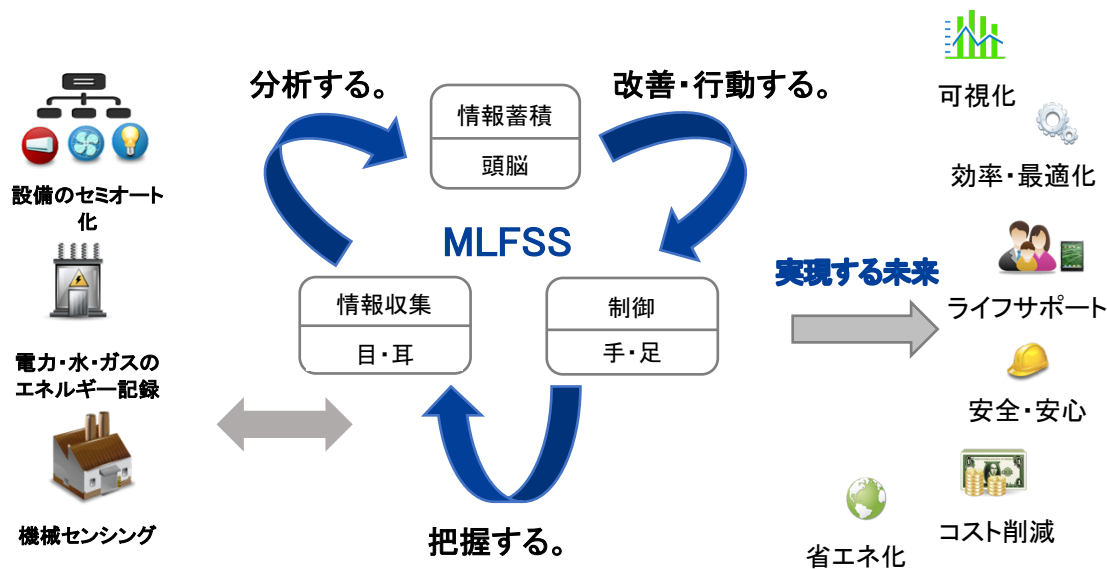 設備のセミオート
化
電力・水・ガスの
エネルギー記録
機械センシング
分析する。
改善・行動する。
情報蓄積
頭脳
MLFSS
情報収集
目・耳
制御
手・足
把握する。
実現する未来
可視化
効率・最適化
ライフサポート
安全・安心
コスト削減
省エネ化